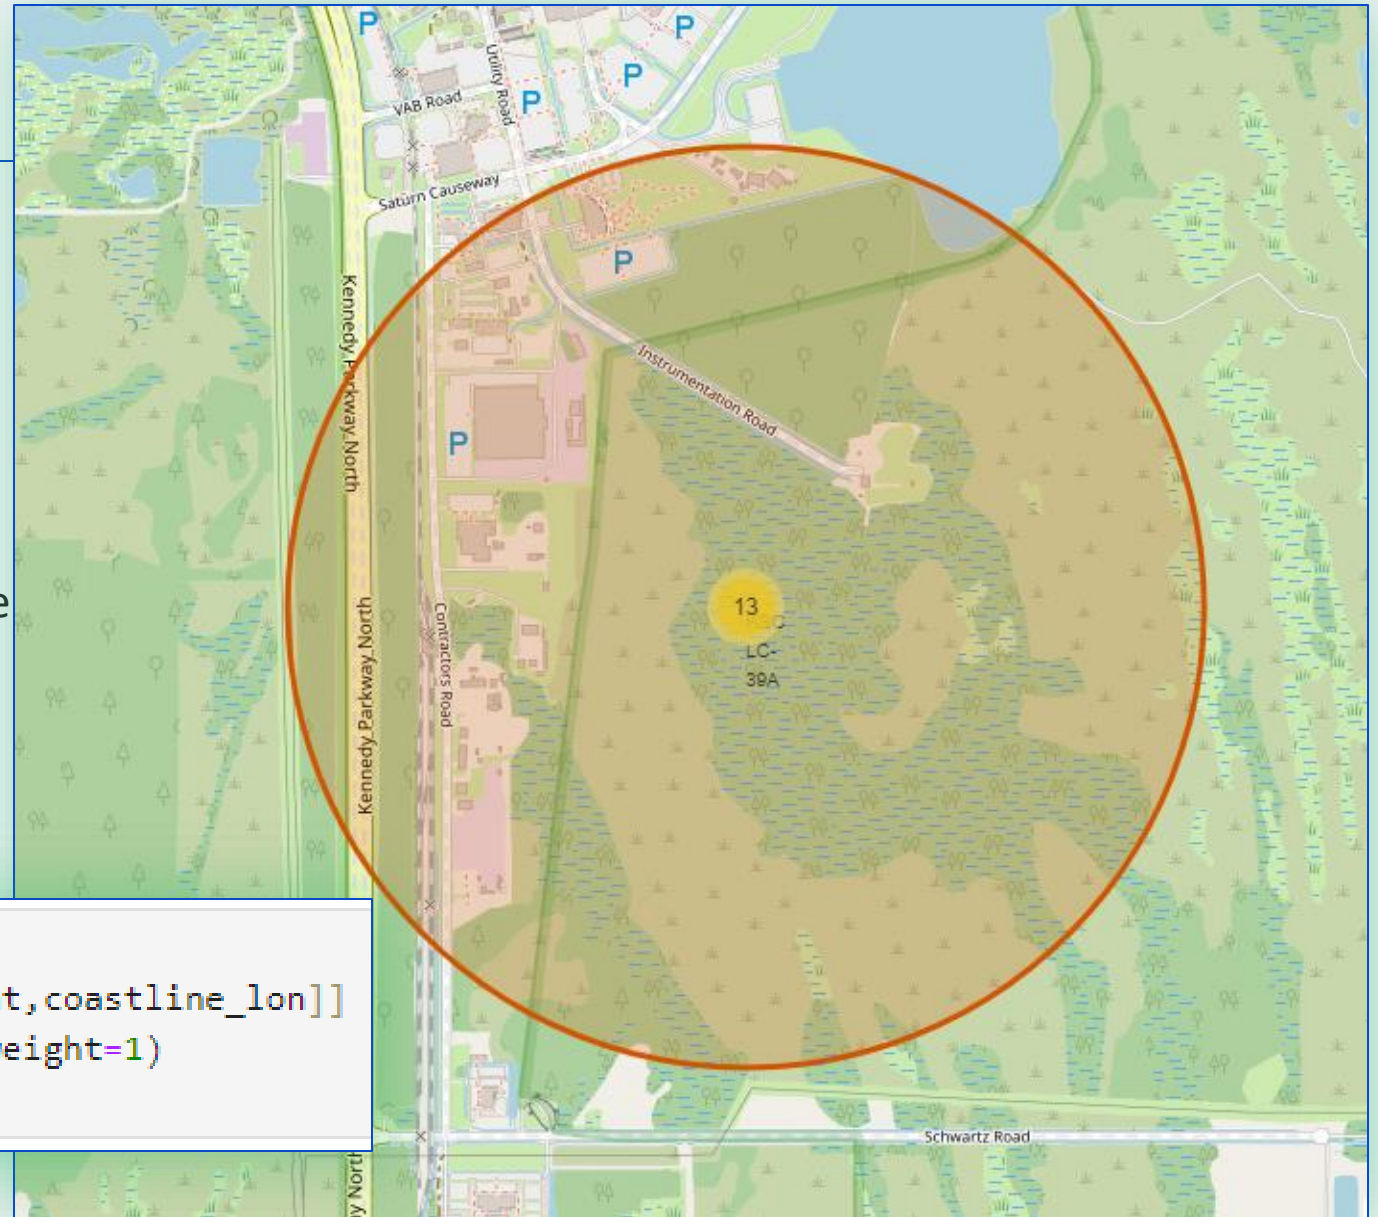 P
P
P
P
Utility Road
VAB Road
Saturn Causeway
P
Kennedy Parkway North
Instrumentation Road
P
e
13
LC-
39A
Contractors Road
Kennedy Parkway North
t,coastline_lon]]
eight=1)
Schwartz Road
y North